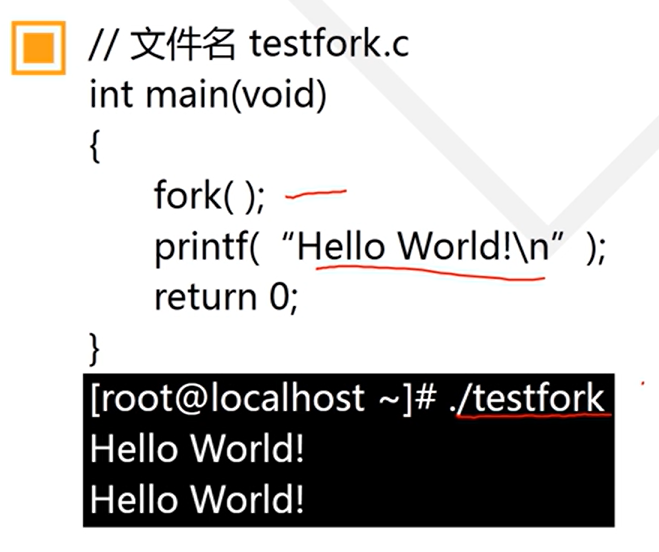 // 文件名 testfork.c
int main(void)
{
fork( );
printf( “Hello World!\n” );
return 0;
}
[root@localhost ~]# ./testfork
Hello World!
Hello World!